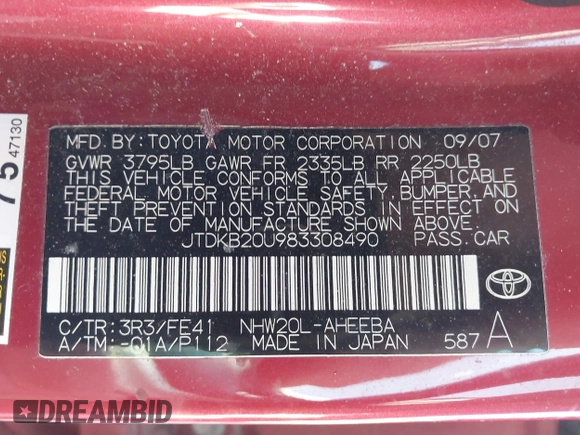 MFD.BY:TOYOTA MOTOR CORPORATION 09/07
GVWR 3795LB GAWR FR 2335LB RR 2250LB
THIS VEHICLE CONFORMS TO ALL APPLICABLE
FEDERAL MOTOR VEHICLE SAFETY, BUMPER, AND
THEFT PREVENTION STANDARDS IN EFFECT ON
THE DATE OF MANUFACTURE SHOWN ABOVE.
JTDKB20U983308490 PASS.CAR
C/TR:3R3/FE41 NHW20L-AHEEBA
A/TM:-01A/P112 MADE IN JAPAN 587 A
75 47130
DREAMBID